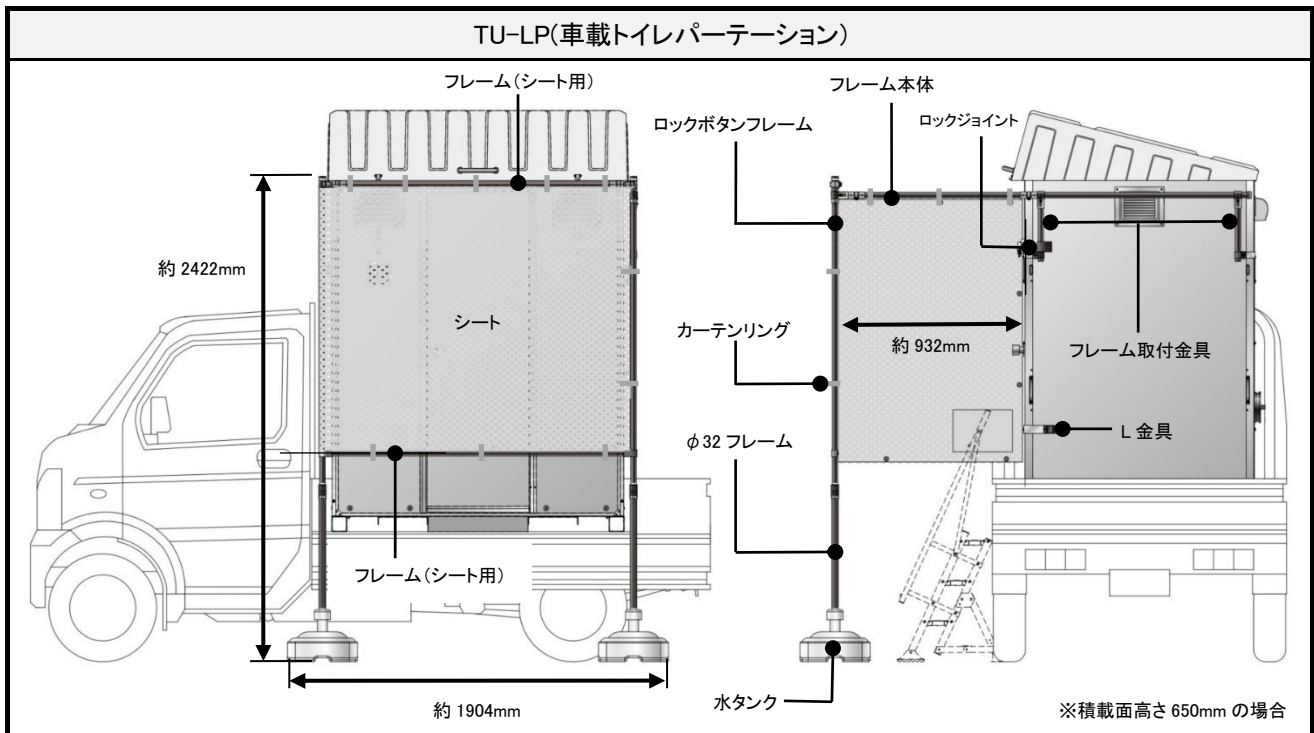 TU-LP(車載トイレパーテーション)
フレーム(シート用)
約 2422mm
シート
フレーム(シート用)
約 1904mm
フレーム本体
ロックボタンフレーム
ロックジョイント
カーテンリング
約 932mm
フレーム取付金具
φ32 フレーム
L 金具
水タンク
※積載面高さ 650mm の場合